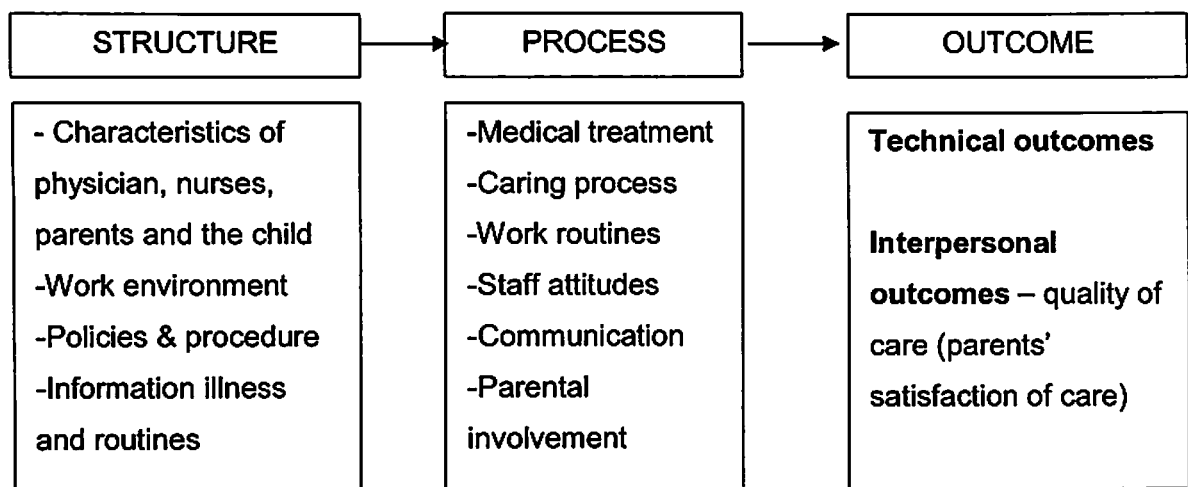 STRUCTURE
PROCESS
OUTCOME
- Characteristics of
physician, nurses,
parents and the child
-Work environment
-Policies & procedure
-Information illness
and routines
-Medical treatment
-Caring process
-Work routines
-Staff attitudes
-Communication
-Parental
involvement
Technical outcomes
Interpersonal
outcomes – quality of
care (parents'
satisfaction of care)